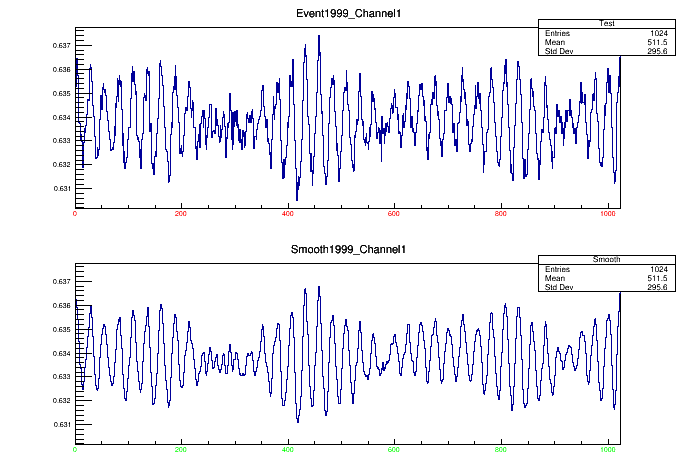 Event1999_Channel1
Test
Entries 1024
Mean 511.5
Std Dev 295.6
0.637
0.636
0.635
0.634
0.633
0.632
0.631
0 200 400 600 800 1000
Smooth1999_Channel1
Smooth
Entries 1024
Mean 511.5
Std Dev 295.6
0.637
0.636
0.635
0.634
0.633
0.632
0.631
0 200 400 600 800 1000